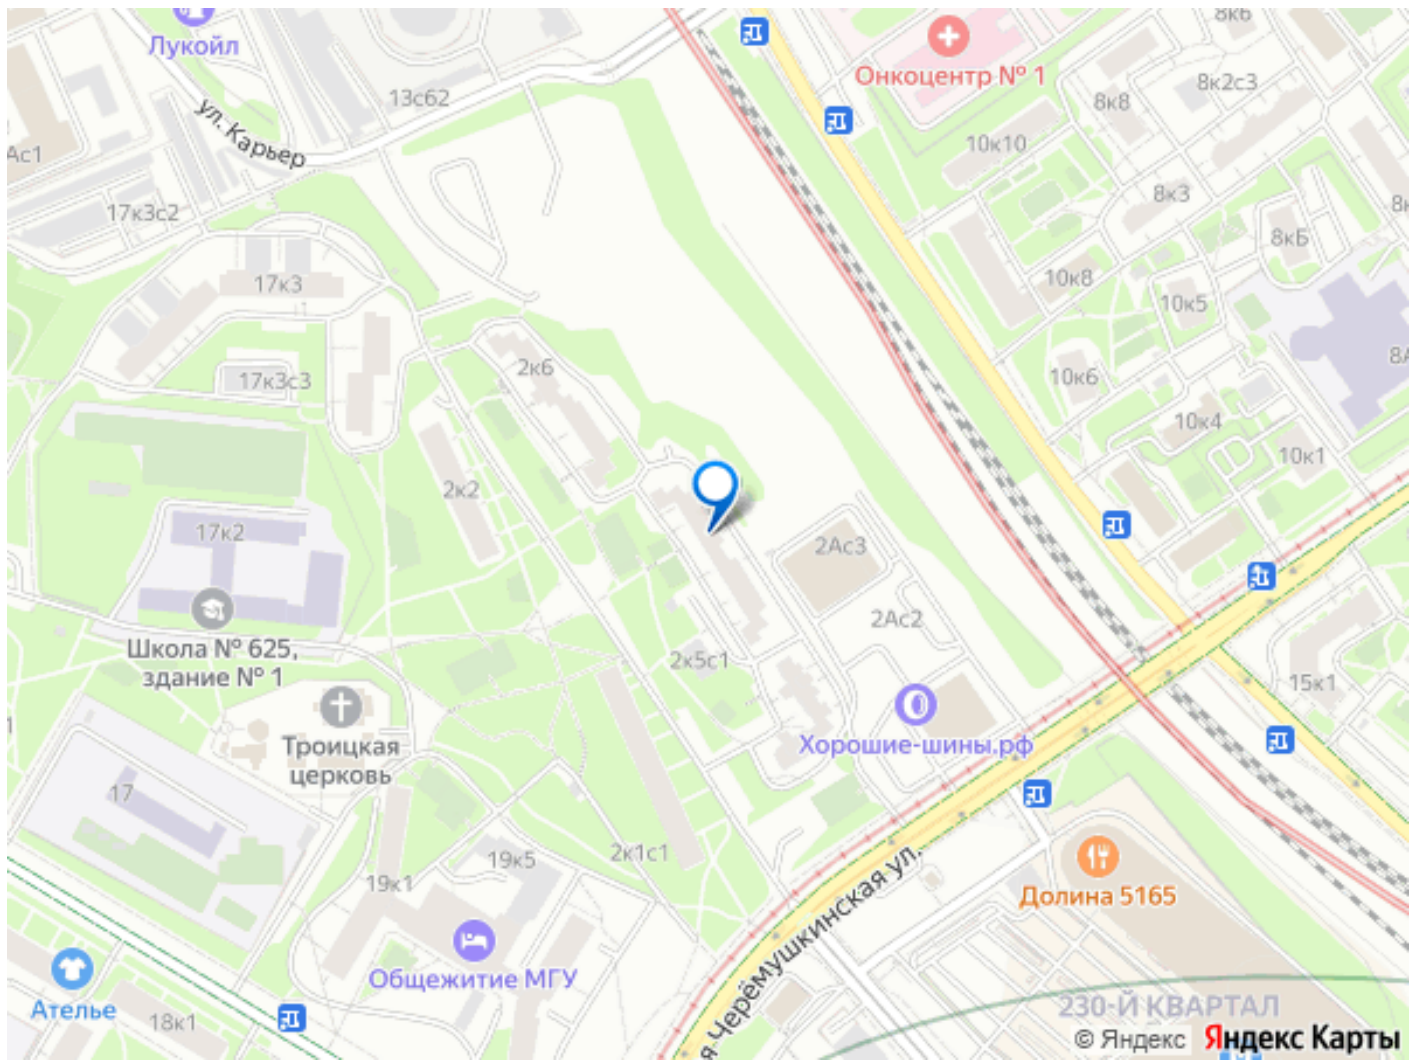 8к6
Лукойл
Онкоцентр № 1
13с62
8к8
8к2с3
ул. Карьер
Ас1
10к10
17к3с2
8к3
8к
8кБ
17к3
10к8
10к5
2к6
8А
17к3с3
10к6
10к4
10к1
2к2
17к2
2Ас3
2Ас2
Школа № 625,
здание № 1
2к5с1
15к1
Троицкая
церковь
Хорошие-шины.рф
17
19к5
2к1с1
19к1
я Черёмушкинская ул.
Долина 5165
Общежитие МГУ
Ателье
18к1
230-Й КВАРТАЛ
© Яндекс Яндекс Карты